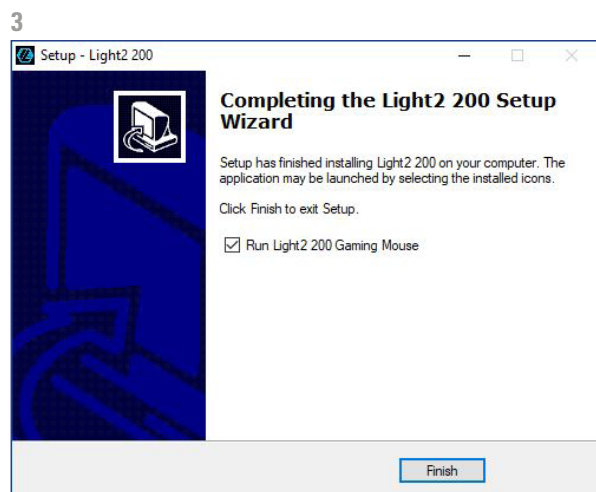 3
Setup - Light2 200
Completing the Light2 200 Setup
Wizard
Setup has finished installing Light2 200 on your computer. The
application may be launched by selecting the installed icons.
Click Finish to exit Setup.
Run Light2 200 Gaming Mouse
Finish